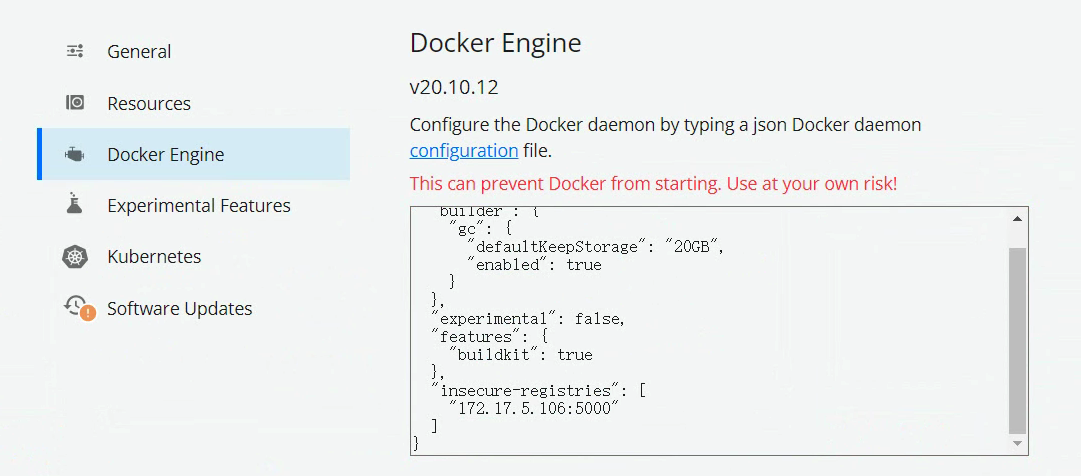 General
Resources
Docker Engine
Experimental Features
Kubernetes
Software Updates
Docker Engine
v20.10.12
Configure the Docker daemon by typing a json Docker daemon
configuration file.
This can prevent Docker from starting. Use at your own risk!
"builder": {
"gc": {
"defaultKeepStorage": "20GB",
"enabled": true
}
},
"experimental": false,
"features": {
"buildkit": true
},
"insecure-registries": [
"172.17.5.106:5000"
]
}